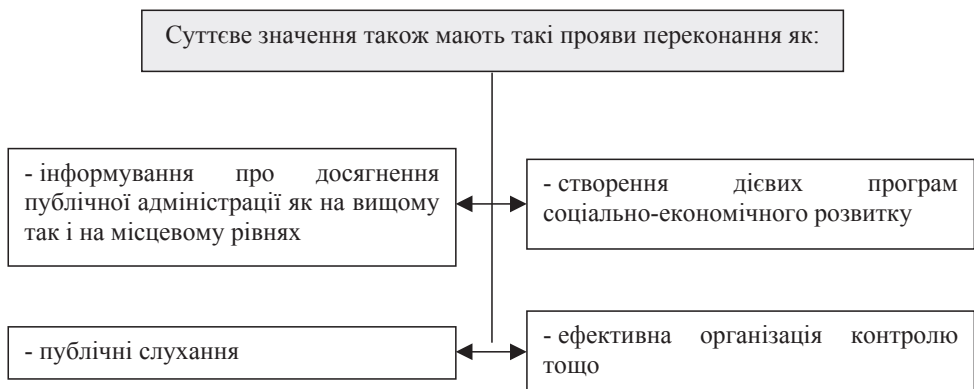 Суттєве значення також мають такі прояви переконання як:
- інформування про досягнення
публічної адміністрації як на вищому
так і на місцевому рівнях
- створення дієвих програм
соціально-економічного розвитку
- публічні слухання
- ефективна організація контролю
тощо